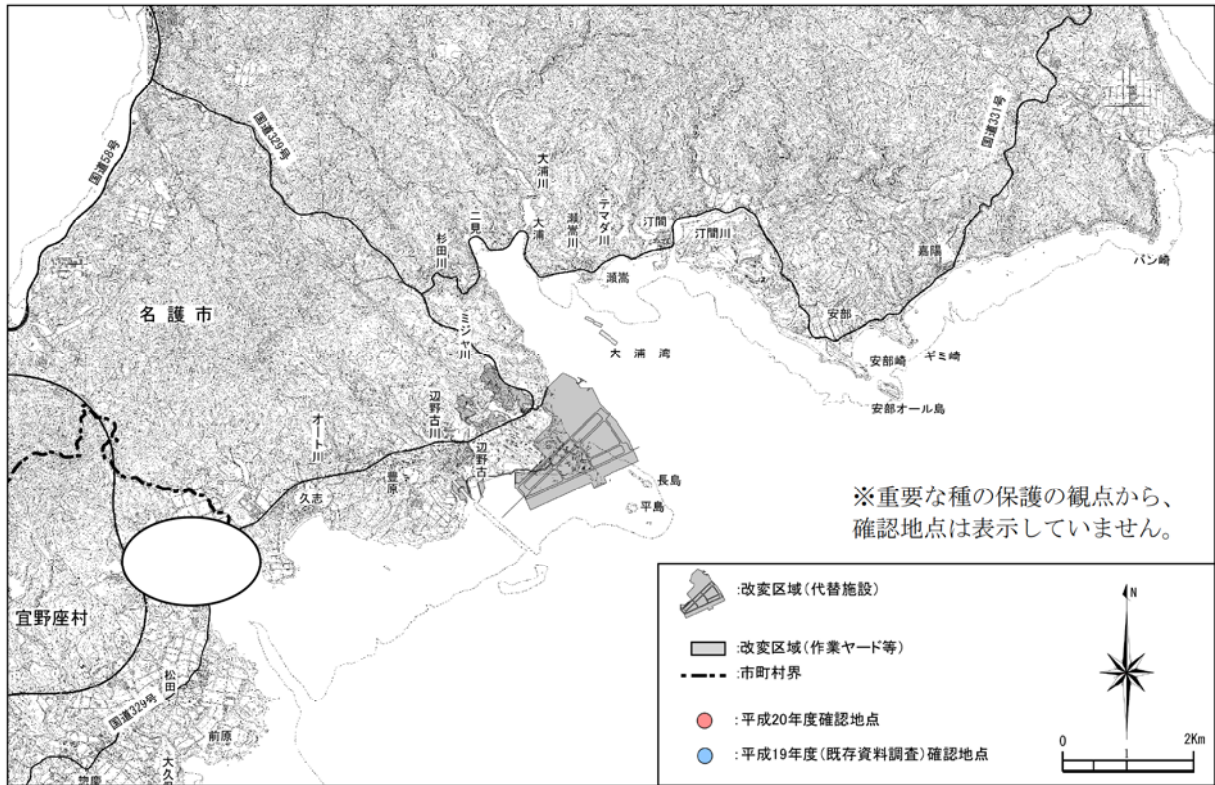 国道58号
国道329号
国道331号
大浦川
二見
大浦
瀬嵩川
テマダ川
汀間
汀間川
杉田川
瀬嵩
嘉陽
バン崎
名護市
ミジャ川
大浦湾
安部
安部崎
ギミ崎
安部オール島
辺野古川
オート川
辺野古
豊原
久志
長島
平島
※重要な種の保護の観点から、
確認地点は表示していません。
宜野座村
松田
国道329号
前原
惣慶
:改変区域(代替施設)
:改変区域(作業ヤード等)
:市町村界
:平成20年度確認地点
:平成19年度(既存資料調査)確認地点
N
0 2Km